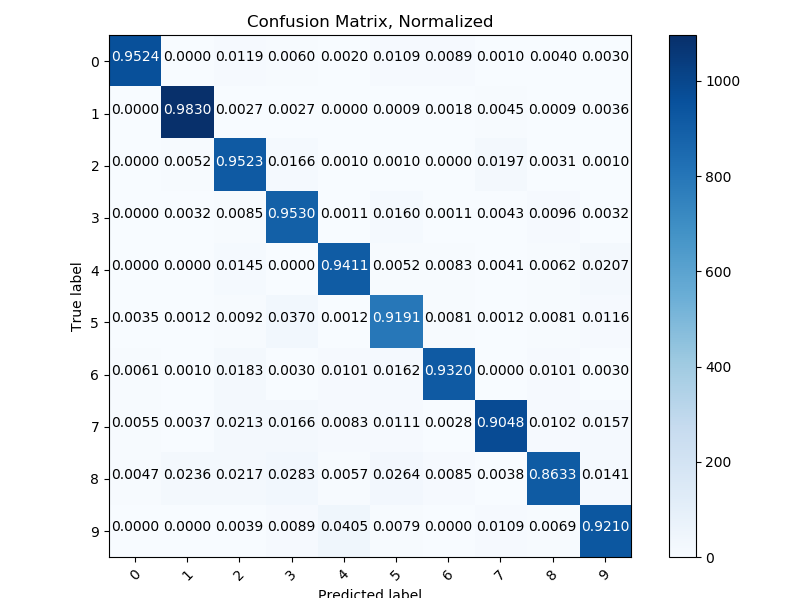 Confusion Matrix, Normalized
0 0.9524 0.0000 0.0119 0.0060 0.0020 0.0109 0.0089 0.0010 0.0040 0.0030
1 0.0000 0.9830 0.0027 0.0027 0.0000 0.0009 0.0018 0.0045 0.0009 0.0036
2 0.0000 0.0052 0.9523 0.0166 0.0010 0.0010 0.0000 0.0197 0.0031 0.0010
3 0.0000 0.0032 0.0085 0.9530 0.0011 0.0160 0.0011 0.0043 0.0096 0.0032
4 0.0000 0.0000 0.0145 0.0000 0.9411 0.0052 0.0083 0.0041 0.0062 0.0207
5 0.0035 0.0012 0.0092 0.0370 0.0012 0.9191 0.0081 0.0012 0.0081 0.0116
6 0.0061 0.0010 0.0183 0.0030 0.0101 0.0162 0.9320 0.0000 0.0101 0.0030
7 0.0055 0.0037 0.0213 0.0166 0.0083 0.0111 0.0028 0.9048 0.0102 0.0157
8 0.0047 0.0236 0.0217 0.0283 0.0057 0.0264 0.0085 0.0038 0.8633 0.0141
9 0.0000 0.0000 0.0039 0.0089 0.0405 0.0079 0.0000 0.0109 0.0069 0.9210
True label
0 1 2 3 4 5 6 7 8 9
Predicted label
1000
800
600
400
200
0